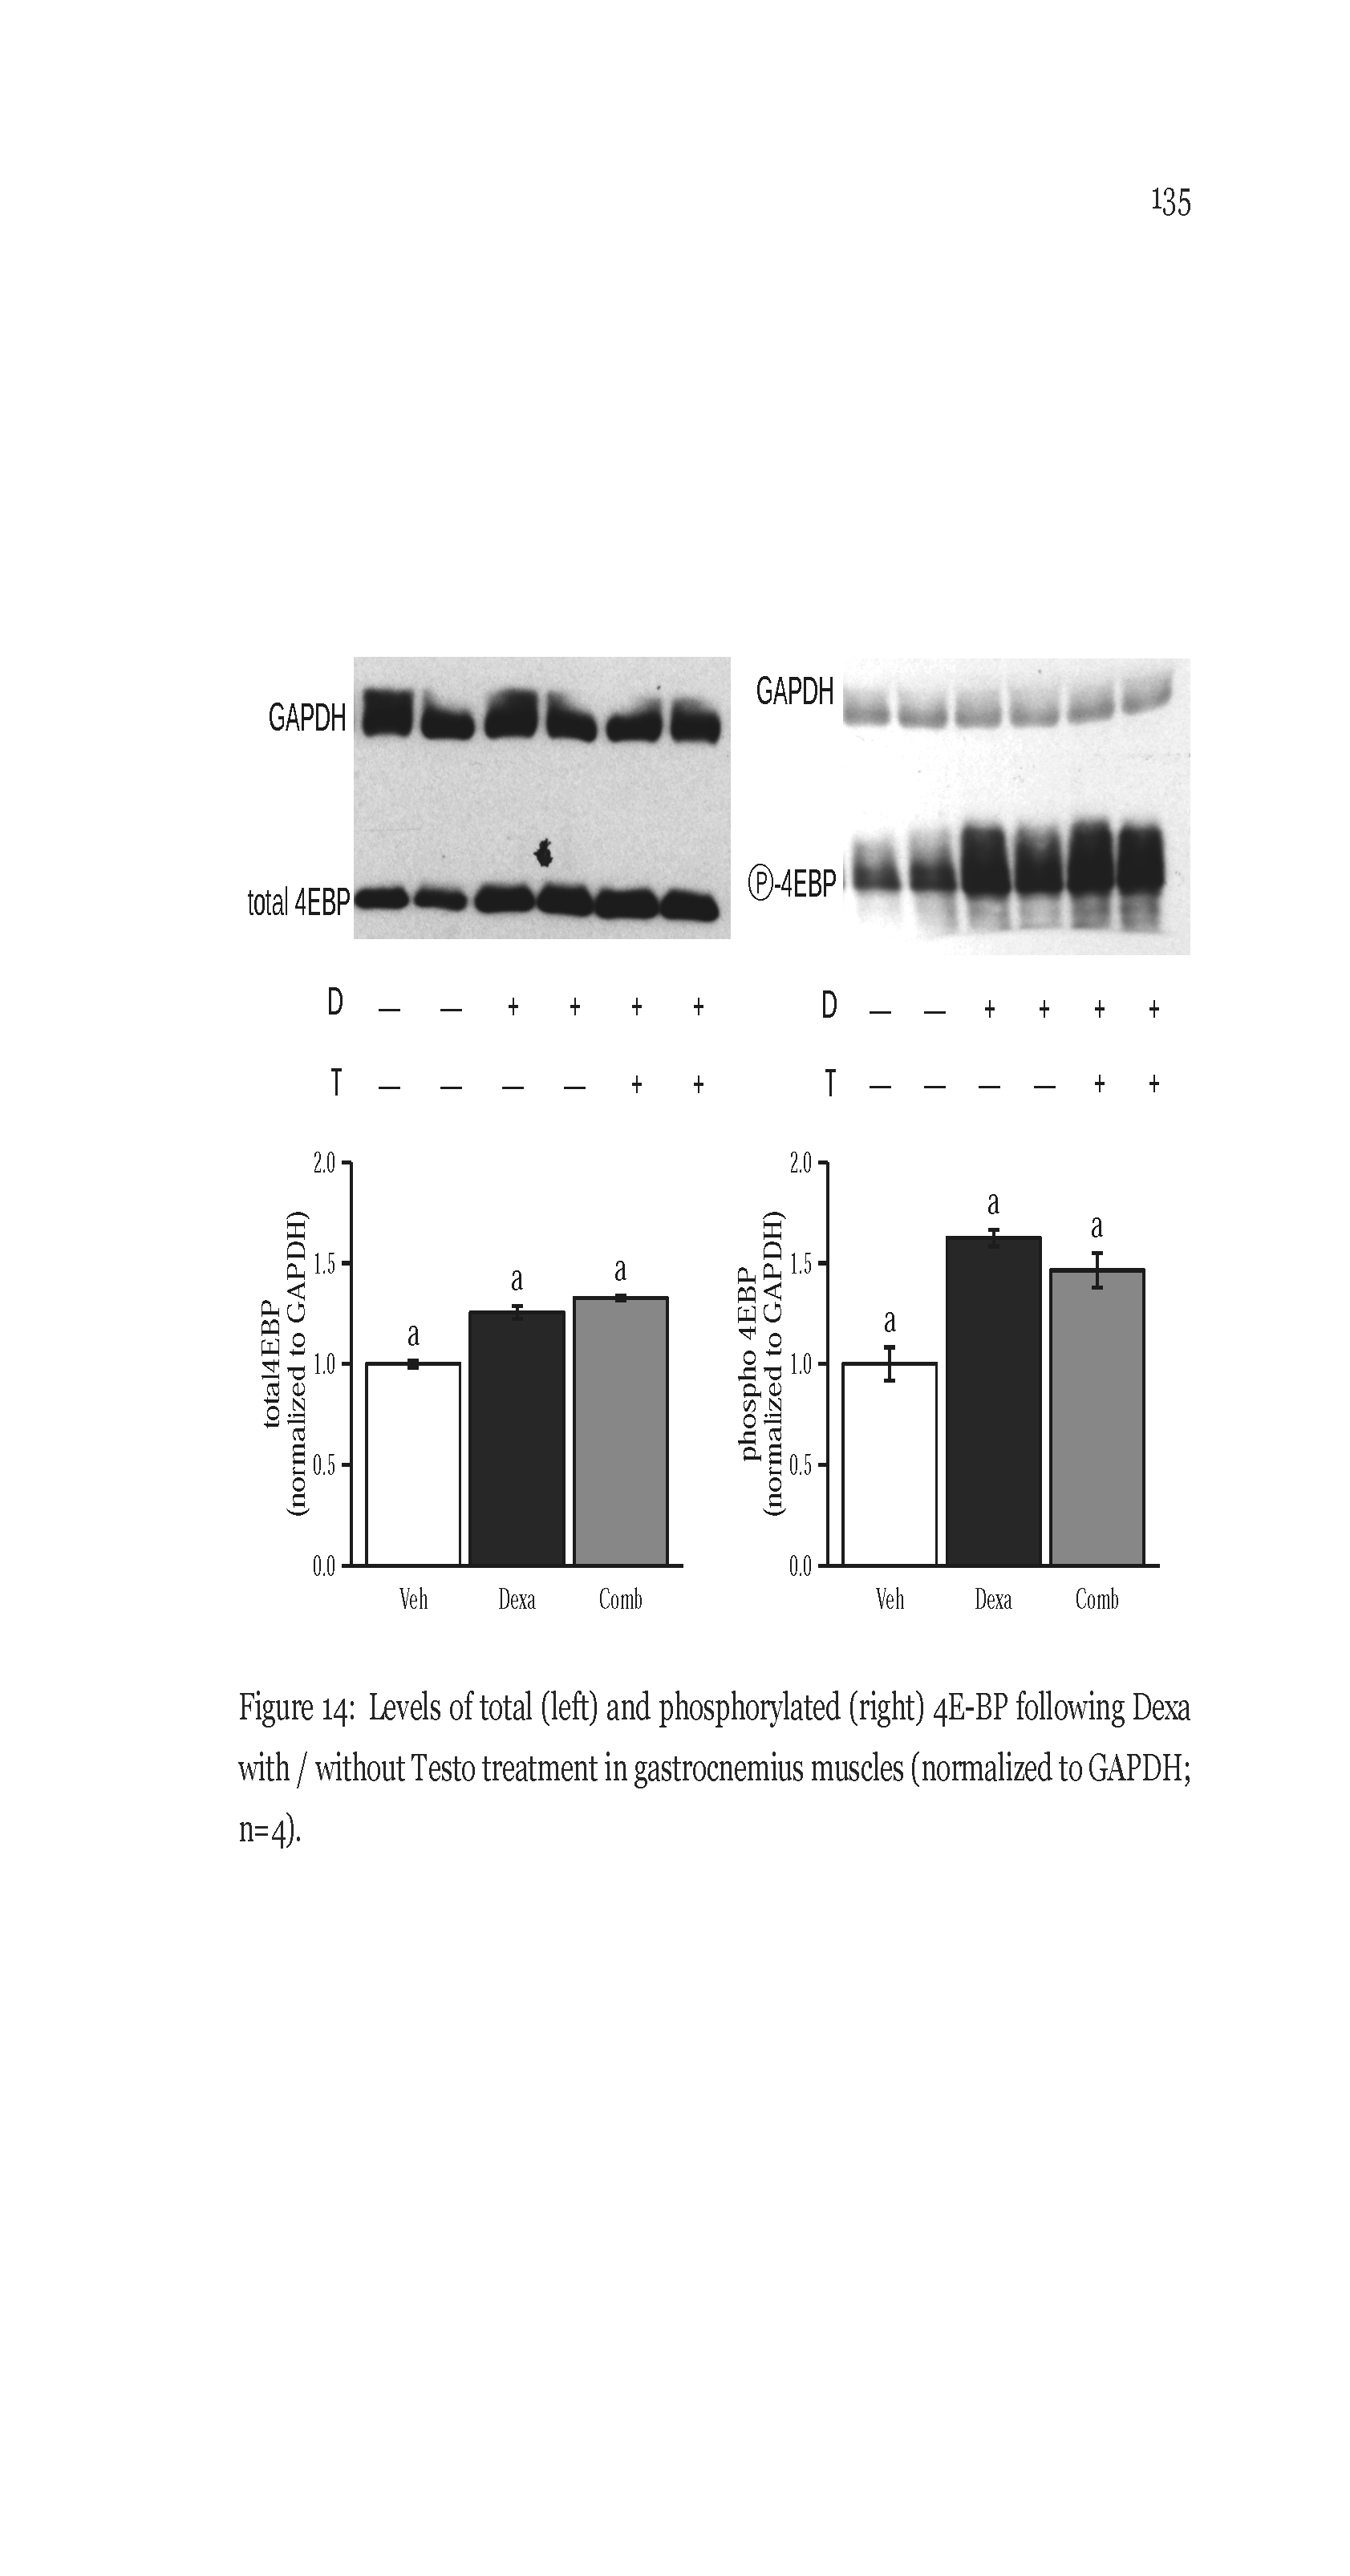 135
GAPDH
total 4EBP
D — — + + + +
T — — — — + +
GAPDH
Ⓟ-4EBP
D — — + + + +
T — — — — + +
total4EBP
(normalized to GAPDH)
2.0
1.5
1.0
0.5
0.0
a
a
a
Veh Dexa Comb
phospho 4EBP
(normalized to GAPDH)
2.0
1.5
1.0
0.5
0.0
a
a
a
Veh Dexa Comb
Figure 14: Levels of total (left) and phosphorylated (right) 4E-BP following Dexa
with / without Testo treatment in gastrocnemius muscles (normalized to GAPDH;
n=4).